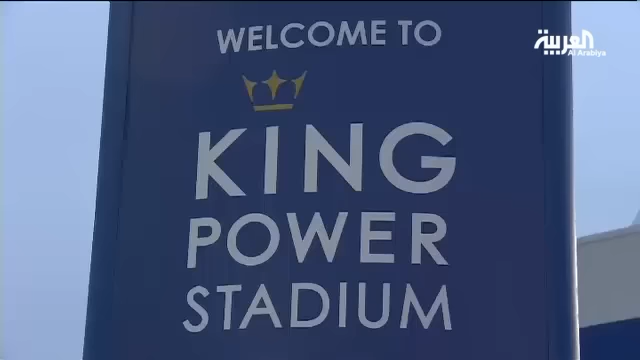 WELCOME TO
العربية
Al Arabiya
KING
POWER
STADIUM